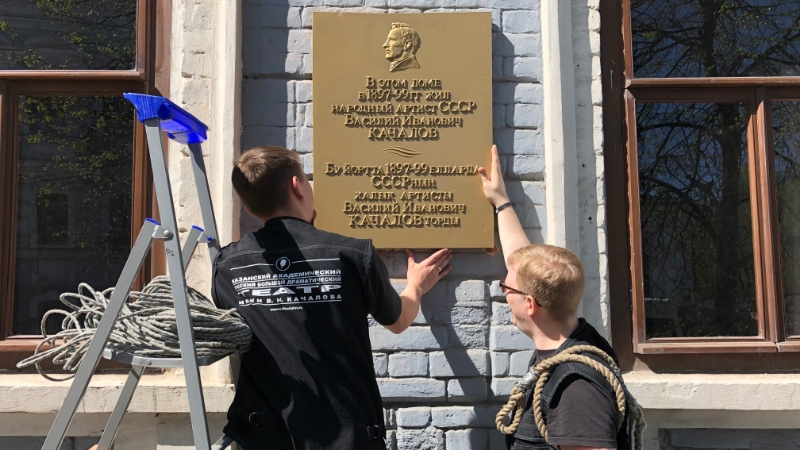 В ЭТОМ ДОМЕ
В 1897-99 ГГ ЖИЛ
НАРОДНЫЙ АРТИСТ СССР
ВАСИЛИЙ ИВАНОВИЧ
КАЧАЛОВ
БУ ЙОРТТА 1897-99 ЕЛЛАРДА
СССРНЫҢ
ХАЛЫК АРТИСТЫ
ВАСИЛИЙ ИВАНОВИЧ
КАЧАЛОВ ТОРДЫ
КАЗАНСКИЙ АКАДЕМИЧЕСКИЙ
РУССКИЙ БОЛЬШОЙ ДРАМАТИЧЕСКИЙ
ТЕАТР
ИМЕНИ В. И. КАЧАЛОВА